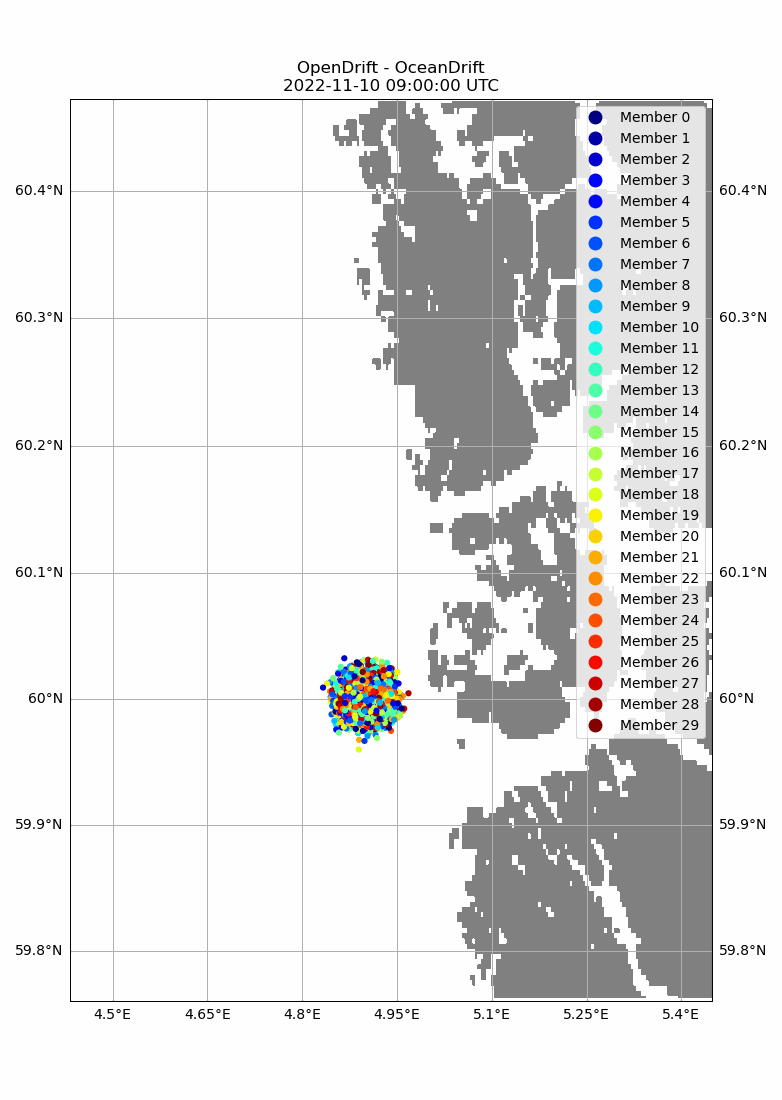 OpenDrift - OceanDrift
2022-11-10 09:00:00 UTC
Member 0
Member 1
Member 2
60.4°N 60.4°N
Member 3
Member 4
Member 5
Member 6
Member 7
Member 8
Member 9
60.3°N 60.3°N
Member 10
Member 11
Member 12
Member 13
Member 14
Member 15
60.2°N 60.2°N
Member 16
Member 17
Member 18
Member 19
Member 20
Member 21
60.1°N 60.1°N
Member 22
Member 23
Member 24
Member 25
Member 26
Member 27
60°N 60°N
Member 28
Member 29
59.9°N 59.9°N
59.8°N 59.8°N
4.5°E 4.65°E 4.8°E 4.95°E 5.1°E 5.25°E 5.4°E